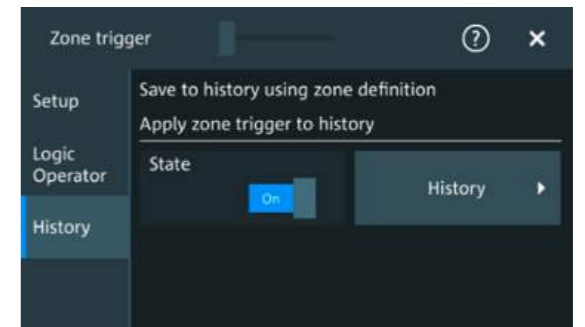 Zone trigger
?
Setup
Logic
Operator
History
Save to history using zone definition
Apply zone trigger to history
State
On
History